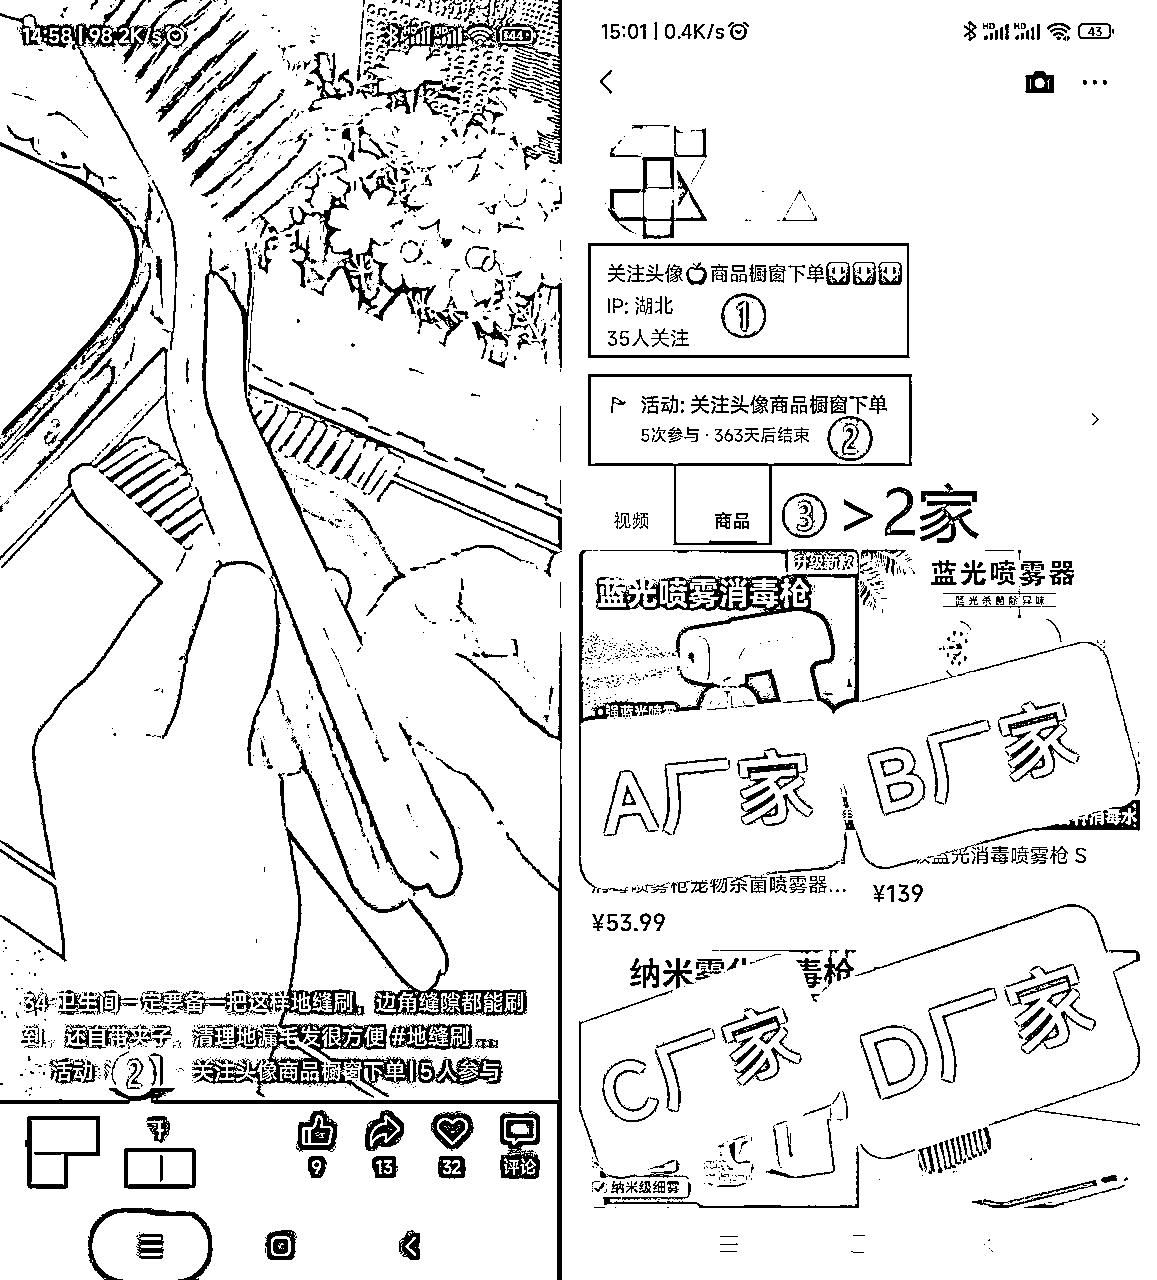 14:58 | 98.2K/s
44
S4 卫生间一定要备一把这样地缝刷，边角缝隙都能刷
到，还自带夹子，清理地漏毛发很方便 #地缝刷...
活动 ② 关注头像商品橱窗下单 | 5人参与
9
13
32
评论
15:01 | 0.4K/s
HD HD
43
关注头像🍎商品橱窗下单
IP: 湖北
35人关注
①
活动: 关注头像商品橱窗下单
5次参与 · 363天后结束
②
视频
商品
③ >2家
升级新款
蓝光喷雾消毒枪
蓝光喷雾器
蓝光杀菌除异味
A厂家
B厂家
消毒水
消毒喷雾枪宠物杀菌喷雾器...
¥53.99
蓝光消毒喷雾枪 S
¥139
纳米雾化 毒枪
C厂家
D厂家
纳米级细雾